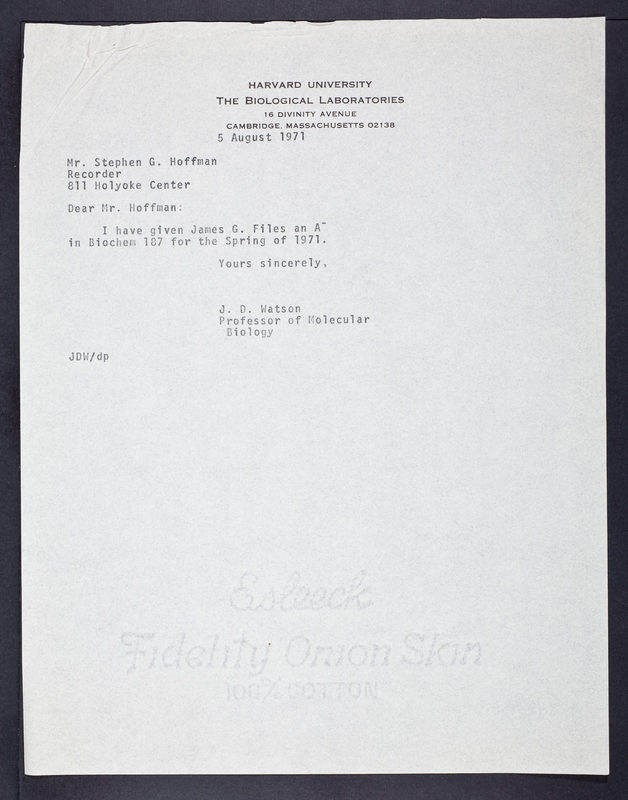 HARVARD UNIVERSITY
THE BIOLOGICAL LABORATORIES
16 DIVINITY AVENUE
CAMBRIDGE, MASSACHUSETTS 02138
5 August 1971
Mr. Stephen G. Hoffman
Recorder
811 Holyoke Center
Dear Mr. Hoffman:
I have given James G. Files an A-
in Biochem 187 for the Spring of 1971.
Yours sincerely,
J. D. Watson
Professor of Molecular
Biology
JDW/dp
Esleeck
Fidelity Onion Skin
100% COTTON